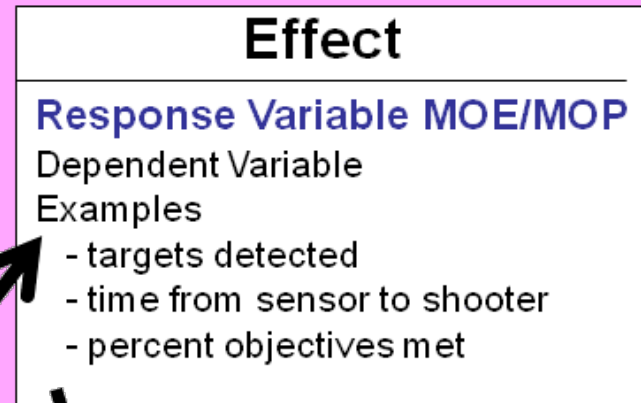 Effect
Response Variable MOE/MOP
Dependent Variable
Examples
- targets detected
- time from sensor to shooter
- percent objectives met